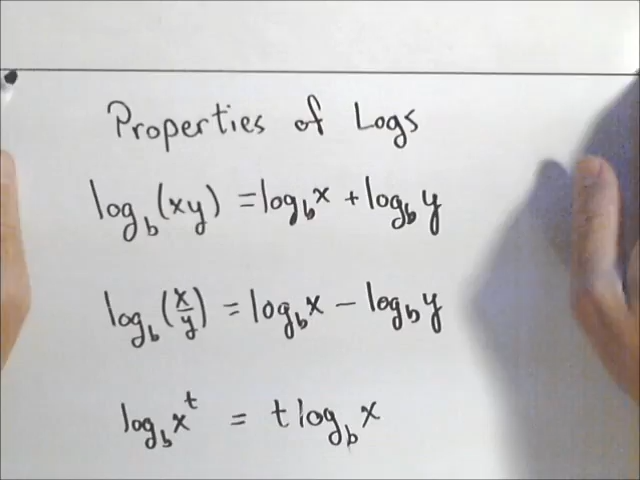 Properties of Logs
log_b(xy) = log_b x + log_b y
log_b(x/y) = log_b x − log_b y
log_b x^t = t log_b x